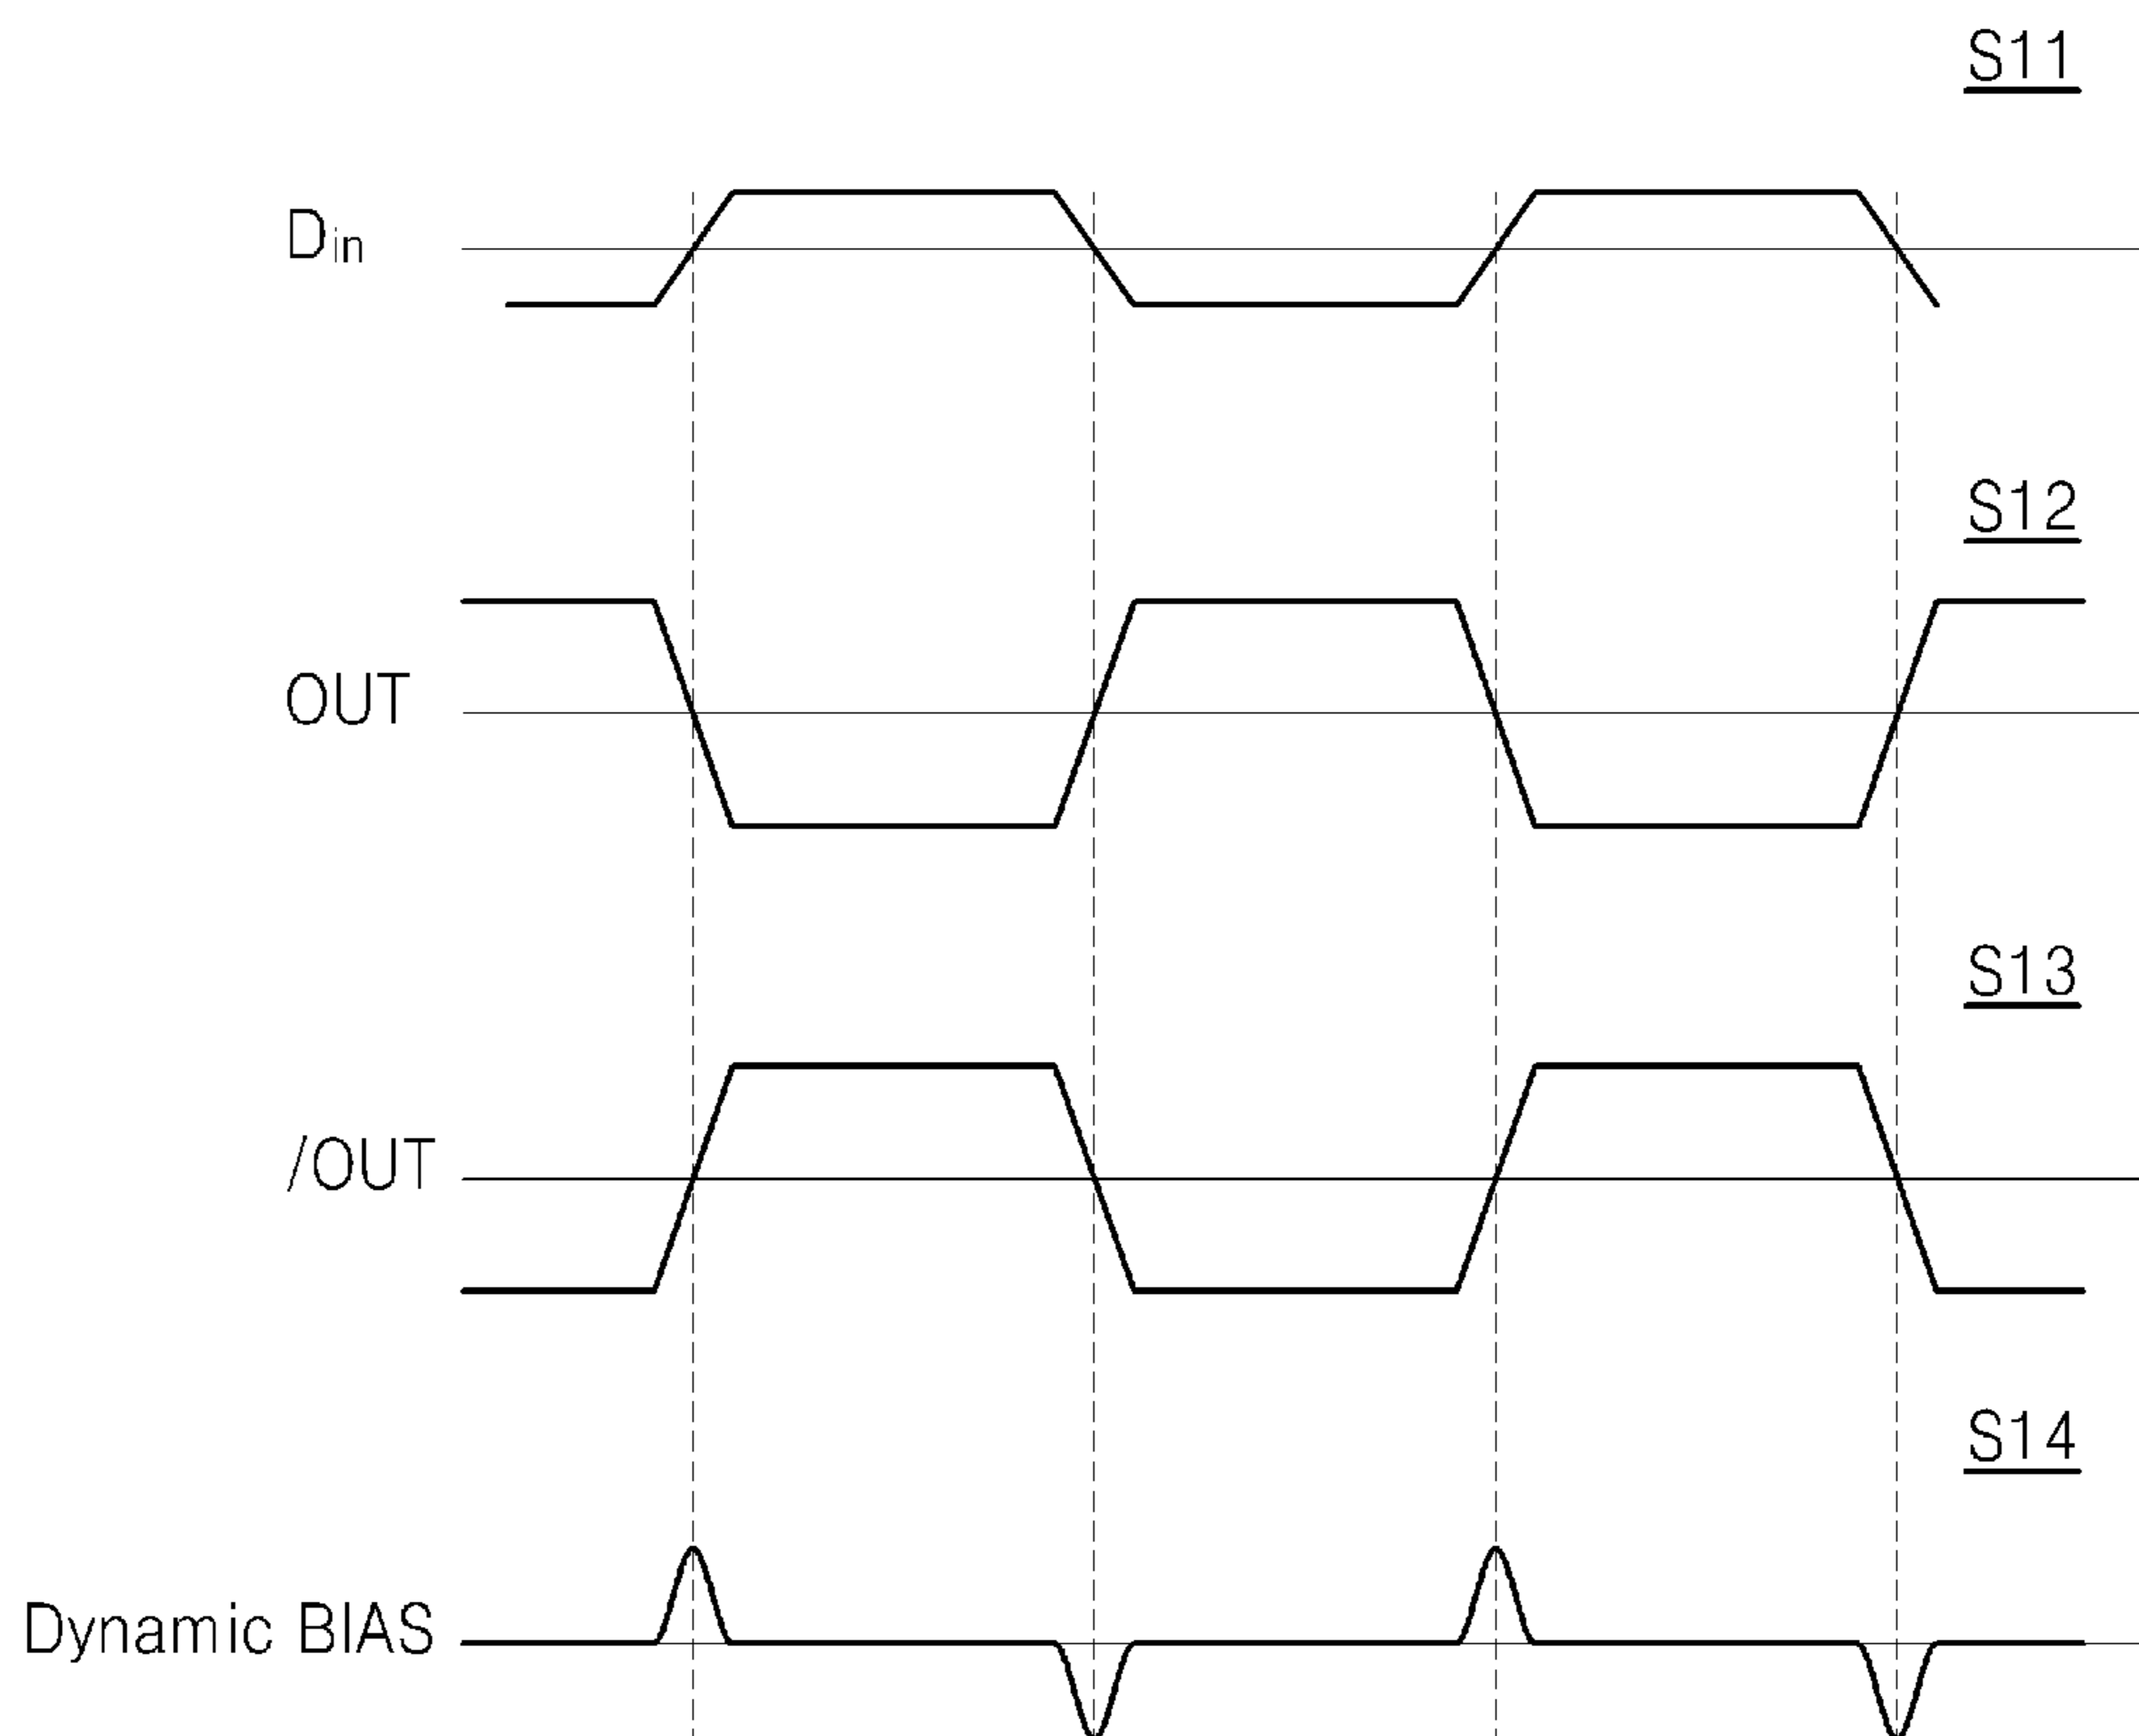 S11
Din
S12
OUT
S13
/OUT
S14
Dynamic BIAS